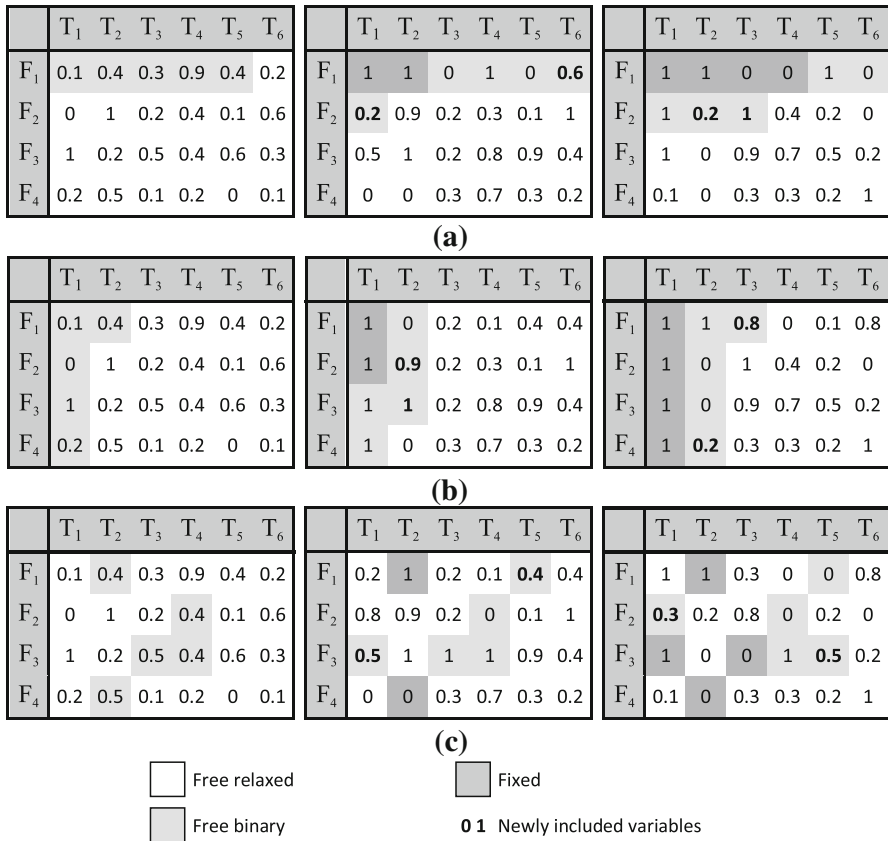 T1 T2 T3 T4 T5 T6 T1 T2 T3 T4 T5 T6 T1 T2 T3 T4 T5 T6
F1 0.1 0.4 0.3 0.9 0.4 0.2 F1 1 1 0 1 0 0.6 F1 1 1 0 0 1 0
F2 0 1 0.2 0.4 0.1 0.6 F2 0.2 0.9 0.2 0.3 0.1 1 F2 1 0.2 1 0.4 0.2 0
F3 1 0.2 0.5 0.4 0.6 0.3 F3 0.5 1 0.2 0.8 0.9 0.4 F3 1 0 0.9 0.7 0.5 0.2
F4 0.2 0.5 0.1 0.2 0 0.1 F4 0 0 0.3 0.7 0.3 0.2 F4 0.1 0 0.3 0.3 0.2 1
(a)
T1 T2 T3 T4 T5 T6 T1 T2 T3 T4 T5 T6 T1 T2 T3 T4 T5 T6
F1 0.1 0.4 0.3 0.9 0.4 0.2 F1 1 0 0.2 0.1 0.4 0.4 F1 1 1 0.8 0 0.1 0.8
F2 0 1 0.2 0.4 0.1 0.6 F2 1 0.9 0.2 0.3 0.1 1 F2 1 0 1 0.4 0.2 0
F3 1 0.2 0.5 0.4 0.6 0.3 F3 1 1 0.2 0.8 0.9 0.4 F3 1 0 0.9 0.7 0.5 0.2
F4 0.2 0.5 0.1 0.2 0 0.1 F4 1 0 0.3 0.7 0.3 0.2 F4 1 0.2 0.3 0.3 0.2 1
(b)
T1 T2 T3 T4 T5 T6 T1 T2 T3 T4 T5 T6 T1 T2 T3 T4 T5 T6
F1 0.1 0.4 0.3 0.9 0.4 0.2 F1 0.2 1 0.2 0.1 0.4 0.4 F1 1 1 0.3 0 0 0.8
F2 0 1 0.2 0.4 0.1 0.6 F2 0.8 0.9 0.2 0 0.1 1 F2 0.3 0.2 0.8 0 0.2 0
F3 1 0.2 0.5 0.4 0.6 0.3 F3 0.5 1 1 1 0.9 0.4 F3 1 0 0 1 0.5 0.2
F4 0.2 0.5 0.1 0.2 0 0.1 F4 0 0 0.3 0.7 0.3 0.2 F4 0.1 0 0.3 0.3 0.2 1
(c)
Free relaxed Fixed
Free binary 0 1 Newly included variables